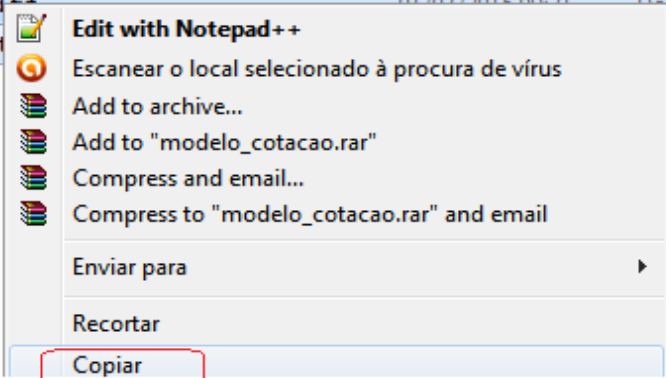 Edit with Notepad++
Escanear o local selecionado à procura de vírus
Add to archive...
Add to "modelo_cotacao.rar"
Compress and email...
Compress to "modelo_cotacao.rar" and email
Enviar para
Recortar
Copiar